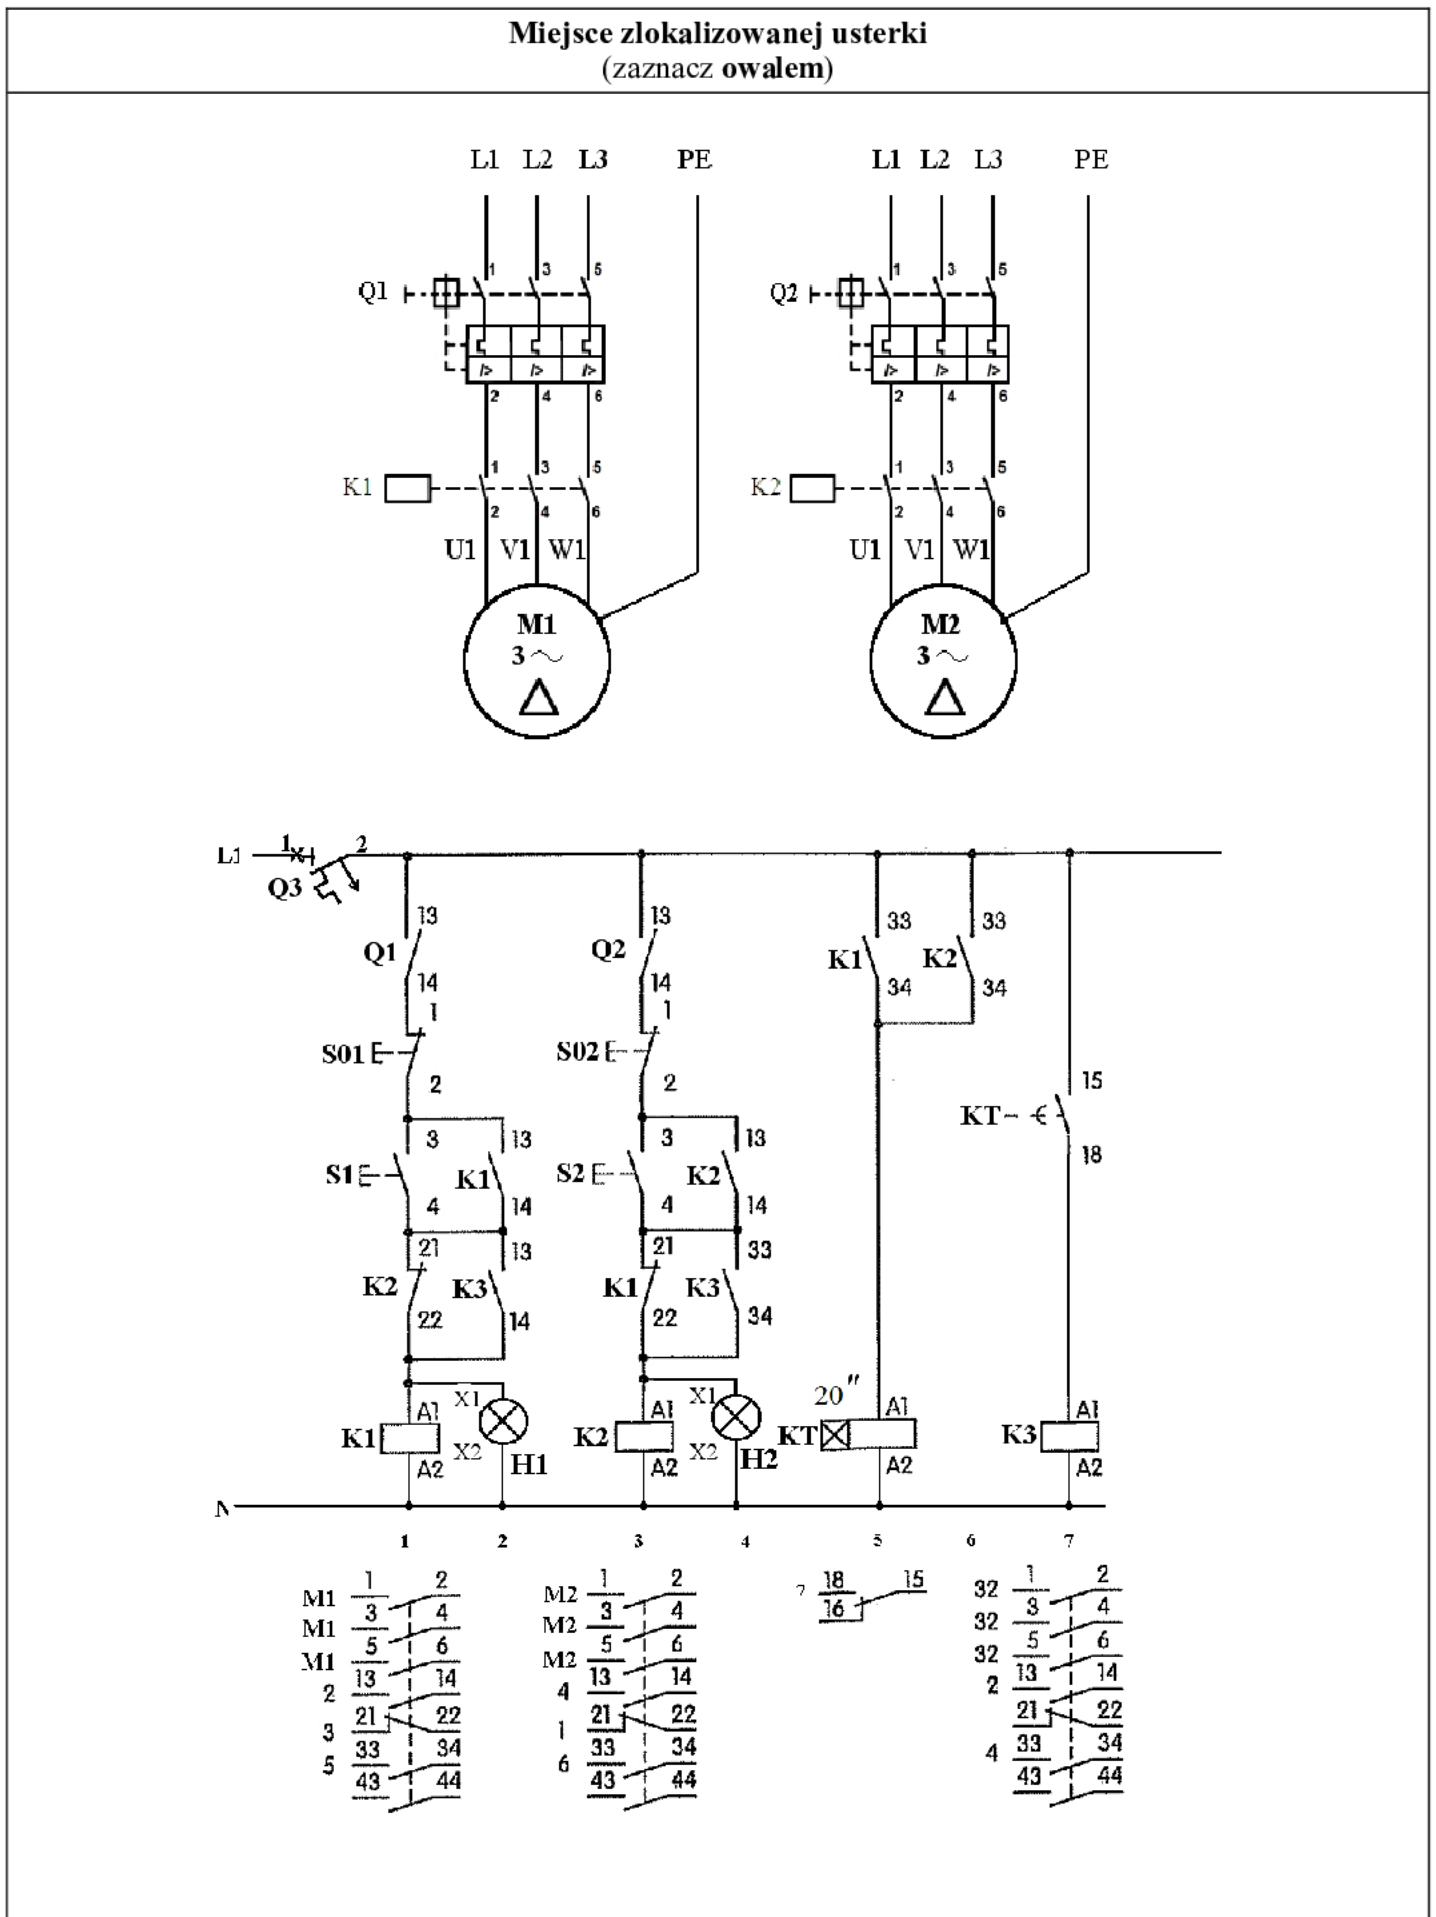 Miejsce zlokalizowanej usterki
(zaznacz owalem)
L1 L2 L3 PE L1 L2 L3 PE
1 3 5 1 3 5
Q1 Q2
I> I> I> I> I> I>
2 4 6 2 4 6
1 3 5 1 3 5
K1 K2
2 4 6 2 4 6
U1 V1 W1 U1 V1 W1
M1 M2
3~ 3~
L1 1 2
Q3
13 13 33 33
Q1 Q2 K1 K2
14 14 34 34
1 1
S01 S02
2 2 15
KT
3 13 3 13 18
S1 K1 S2 K2
4 14 4 14
21 13 21 33
K2 K3 K1 K3
22 14 22 34
20"
X1 X1
A1 A1 A1 A1
K1 K2 KT K3
X2 H1 X2 H2
A2 A2 A2 A2
N
1 2 3 4 5 6 7
M1 1 2 M2 1 2 7 18 15 32 1 2
M1 3 4 M2 3 4 16 32 3 4
M1 5 6 M2 5 6 32 5 6
2 13 14 4 13 14 2 13 14
3 21 22 1 21 22 21 22
5 33 34 6 33 34 4 33 34
43 44 43 44 43 44